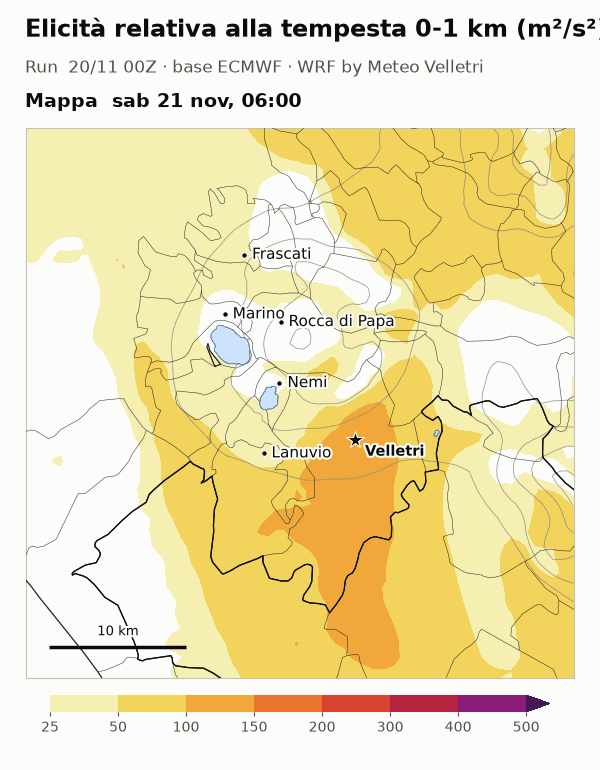 Elicità relativa alla tempesta 0-1 km (m²/s²)
Run  20/11 00Z · base ECMWF · WRF by Meteo Velletri
Mappa  sab 21 nov, 06:00
Frascati
Marino
Rocca di Papa
Nemi
Velletri
Lanuvio
10 km
25 50 100 150 200 300 400 500